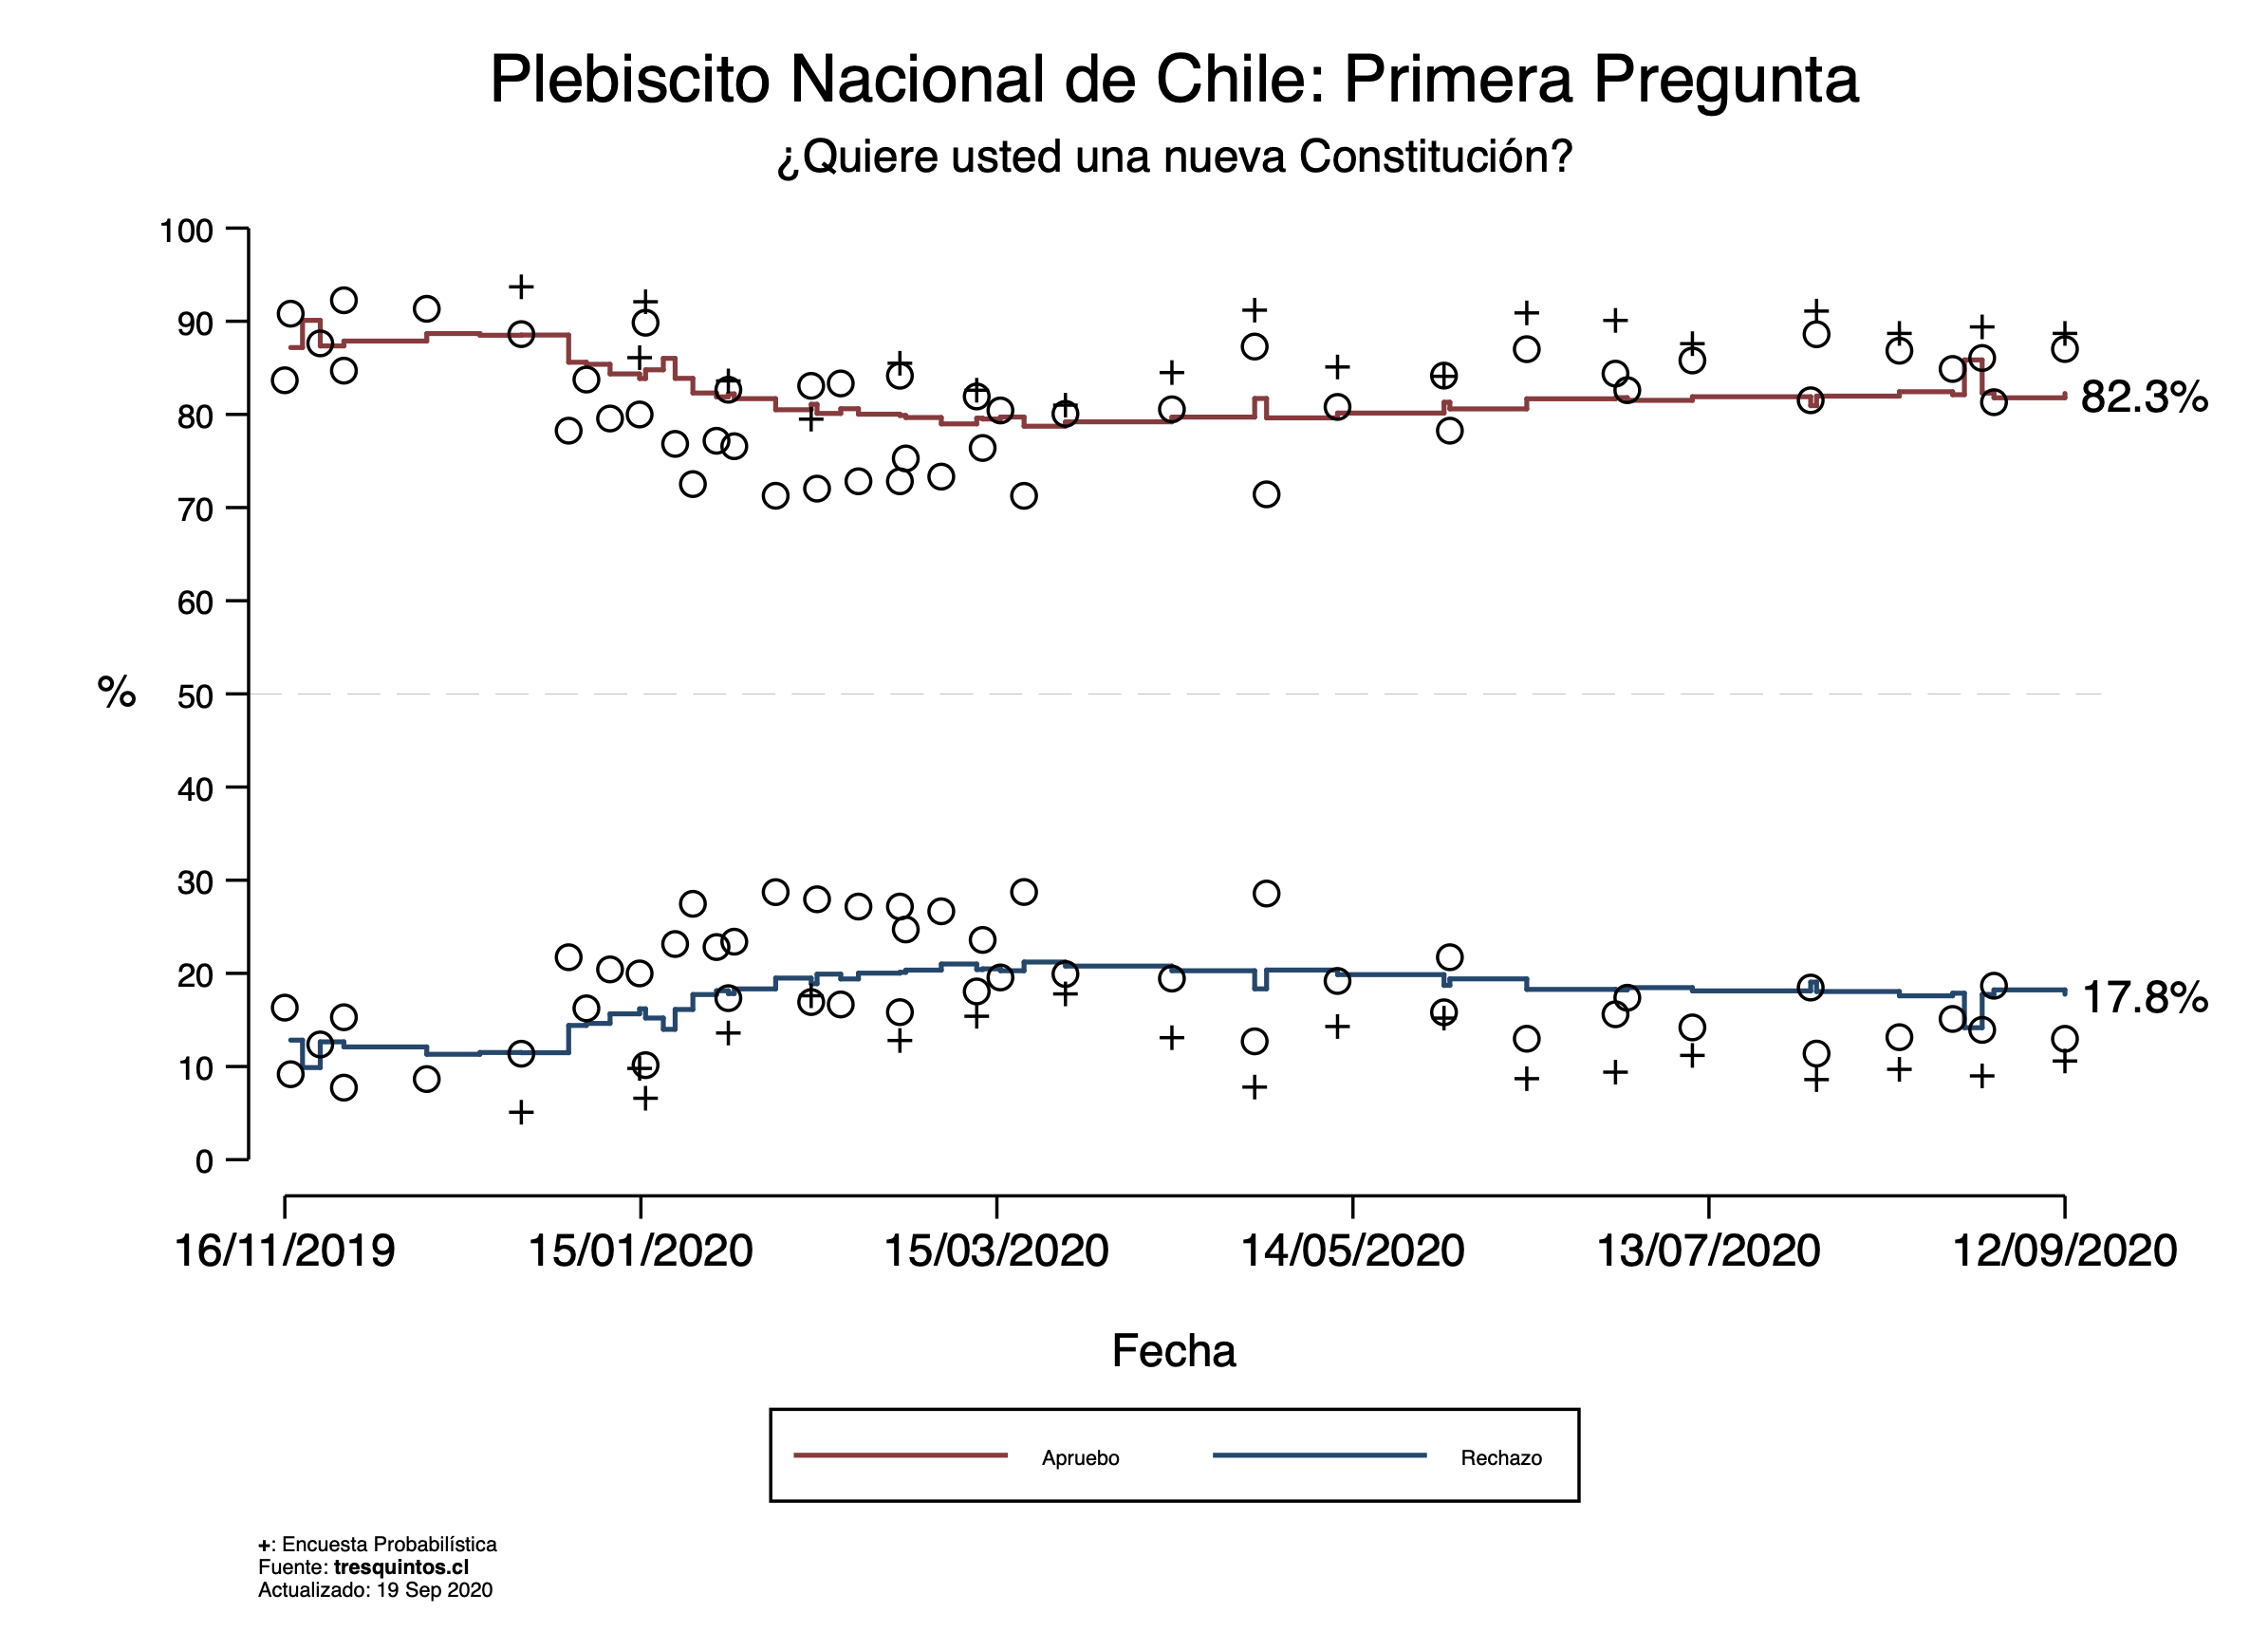 Plebiscito Nacional de Chile: Primera Pregunta
¿Quiere usted una nueva Constitución?
100
90
80
70
60
50
40
30
20
10
0
%
82.3%
17.8%
16/11/2019 15/01/2020 15/03/2020 14/05/2020 13/07/2020 12/09/2020
Fecha
Apruebo Rechazo
+: Encuesta Probabilística
Fuente: tresquintos.cl
Actualizado: 19 Sep 2020